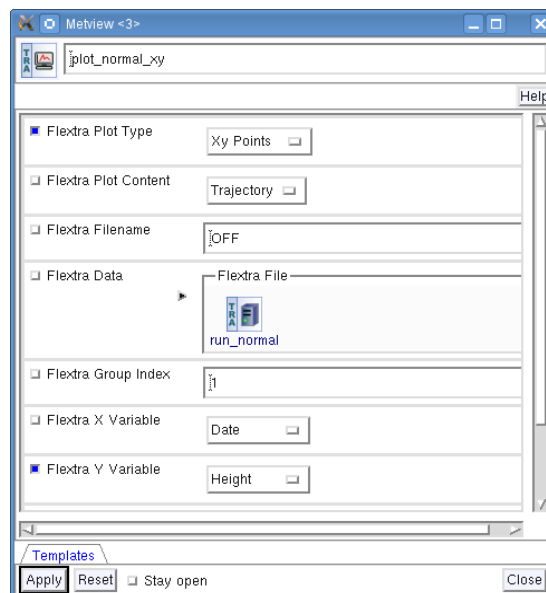 Metview <3>
TRA
plot_normal_xy
Help
Flextra Plot Type
Xy Points
Flextra Plot Content
Trajectory
Flextra Filename
OFF
Flextra Data
Flextra File
TRA
run_normal
Flextra Group Index
1
Flextra X Variable
Date
Flextra Y Variable
Height
Templates
Apply Reset Stay open Close